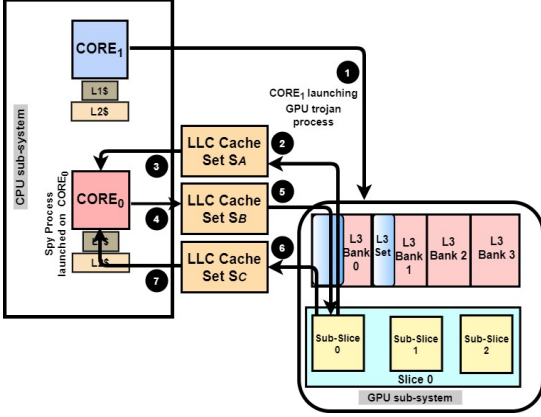 CPU sub-system
CORE1
L1$
L2$
1
CORE1 launching
GPU trojan
process
LLC Cache
Set SA
2
3
Spy Process
launched on CORE0
CORE0
L2$
4
LLC Cache
Set SB
5
LLC Cache
Set SC
6
7
L3
Bank
0
L3
Set
L3
Bank
1
L3
Bank 2
L3
Bank 3
Sub-Slice
0
Sub-Slice
1
Sub-Slice
2
Slice 0
GPU sub-system